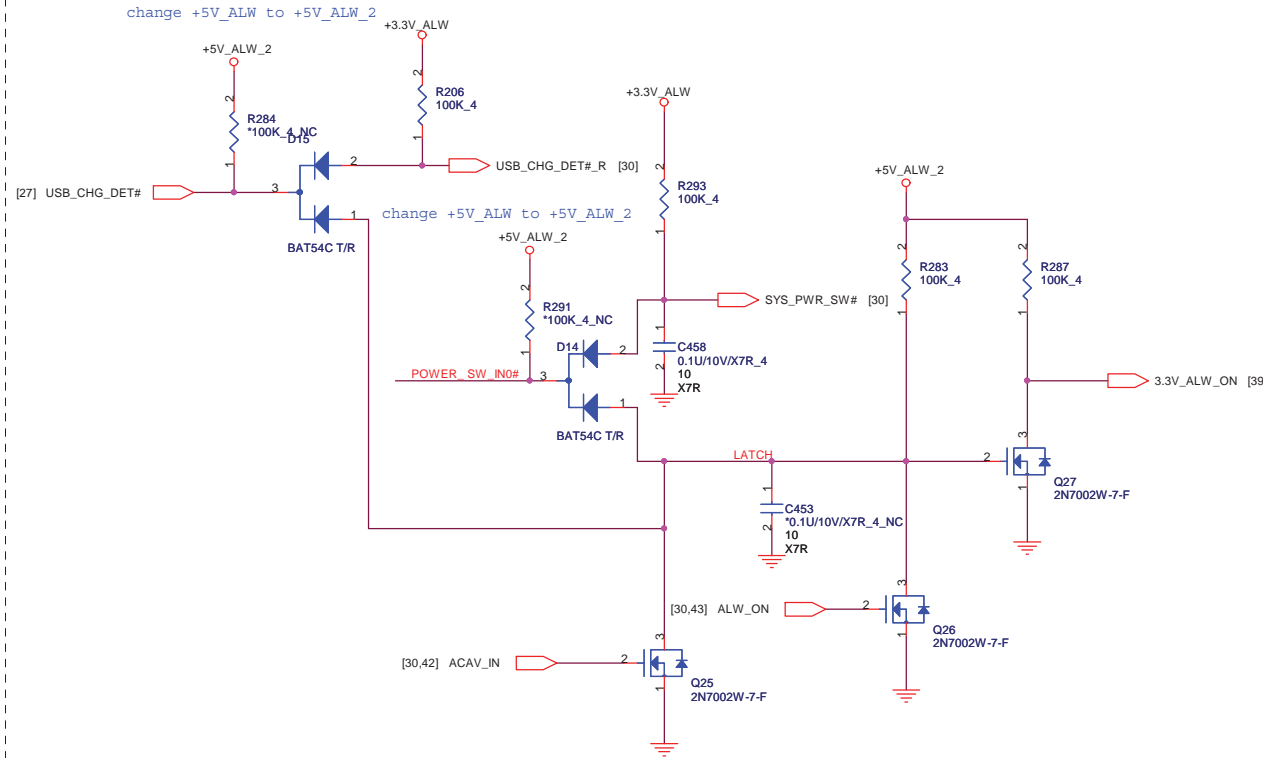 change +5V_ALW to +5V_ALW_2
+3.3V_ALW
+5V_ALW_2
2
R206
100K_4
1
2
R284
*100K_4_NC
1
D15
2
USB_CHG_DET#_R [30]
[27] USB_CHG_DET#
3
1
BAT54C T/R
+3.3V_ALW
2
R293
100K_4
1
change +5V_ALW to +5V_ALW_2
+5V_ALW_2
2
R291
*100K_4_NC
1
SYS_PWR_SW# [30]
D14
2
1
C458
0.1U/10V/X7R_4
2
10
X7R
POWER_ SW_IN0#
3
1
BAT54C T/R
+5V_ALW_2
2
R283
100K_4
1
2
R287
100K_4
1
3.3V_ALW_ON [39
LATCH
2
3
1
Q27
2N7002W-7-F
1
C453
*0.1U/10V/X7R_4_NC
2
10
X7R
[30,43] ALW_ON
2
3
1
Q26
2N7002W-7-F
[30,42] ACAV_IN
2
3
1
Q25
2N7002W-7-F